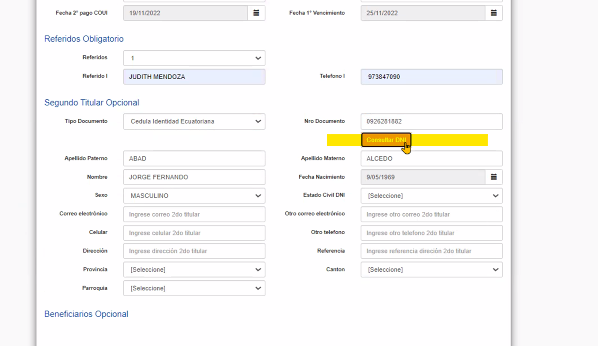 Fecha 2° pago COUI 19/11/2022 Fecha 1° Vencimiento 25/11/2022
Referidos Obligatorio
Referidos 1
Referido I JUDITH MENDOZA Telefono I 973847090
Segundo Titular Opcional
Tipo Documento Cedula Identidad Ecuatoriana Nro Documento 0926281882
Consultar DNI
Apellido Paterno ABAD Apellido Materno ALCEDO
Nombre JORGE FERNANDO Fecha Nacimiento 9/05/1969
Sexo MASCULINO Estado Civil DNI [Seleccione]
Correo electrónico Ingrese correo 2do titular Otro correo electrónico Ingrese otro correo 2do titular
Celular Ingrese celular 2do titular Otro telefono Ingrese otro telefono 2do titular
Dirección Ingrese dirección 2do titular Referencia Ingrese referencia direción 2do titular
Provincia [Seleccione] Canton [Seleccione]
Parroquia [Seleccione]
Beneficiarios Opcional